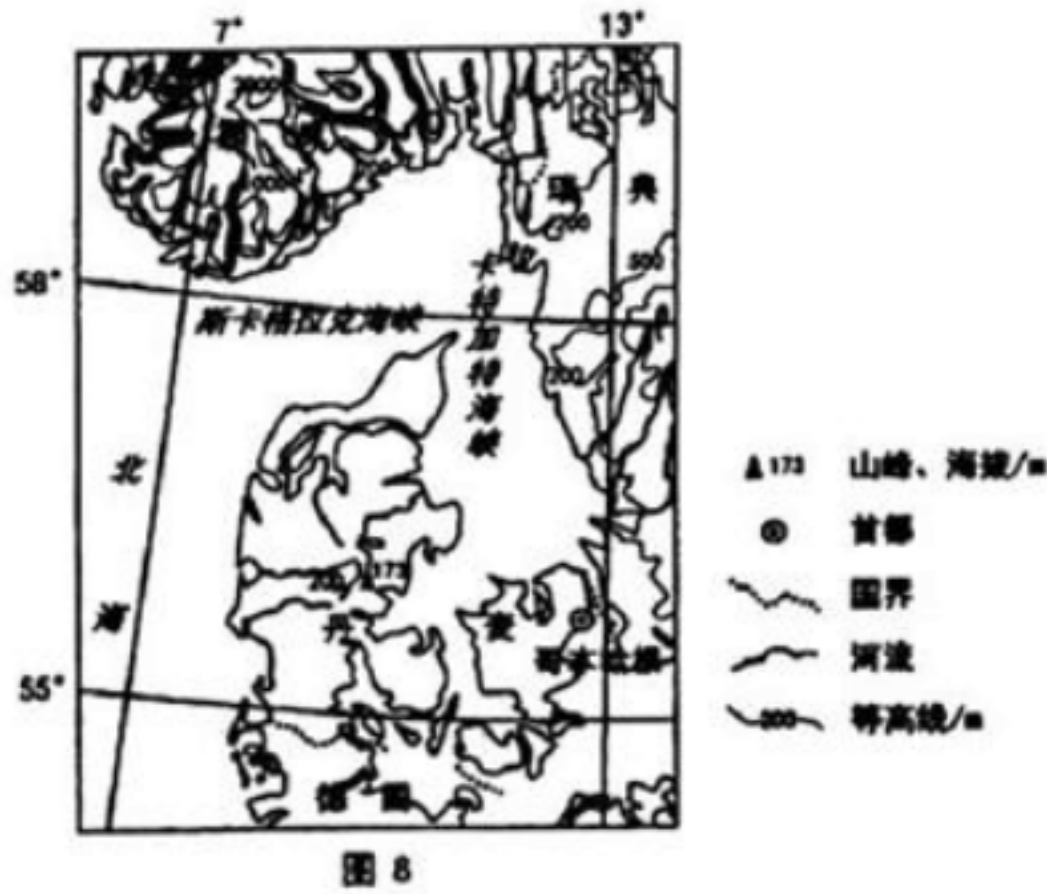 7°
13°
瑞 典
200
500
58°
卡特加特海峡
斯卡格拉克海峡
200
北海
200
173
丹 麦
哥本哈根
55°
德 国
▲173 山峰、海拔/m
首都
国界
河流
200 等高线/m
图 8